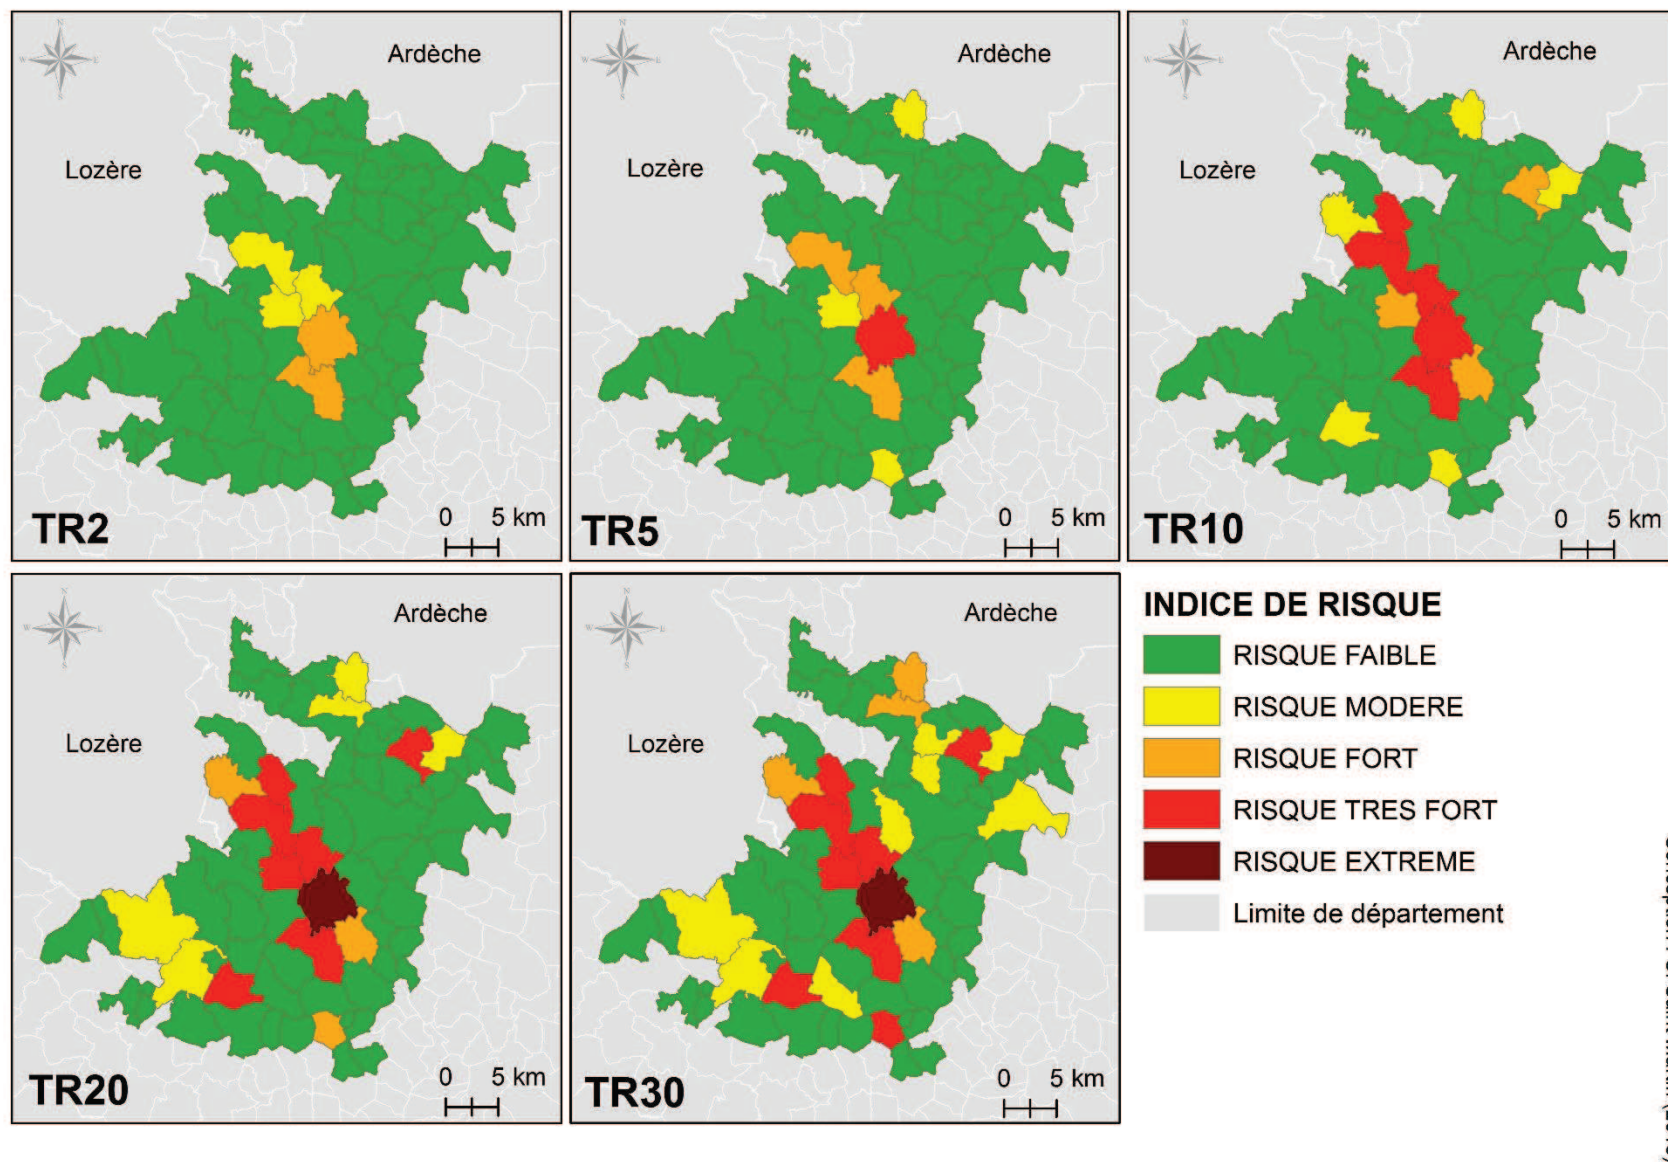 N
W E
S
Ardèche
Lozère
TR2
0 5 km
N
W E
S
Ardèche
Lozère
TR5
0 5 km
N
W E
S
Ardèche
Lozère
TR10
0 5 km
N
W E
S
Ardèche
Lozère
TR20
0 5 km
N
W E
S
Ardèche
Lozère
TR30
0 5 km
INDICE DE RISQUE
RISQUE FAIBLE
RISQUE MODERE
RISQUE FORT
RISQUE TRES FORT
RISQUE EXTREME
Limite de département